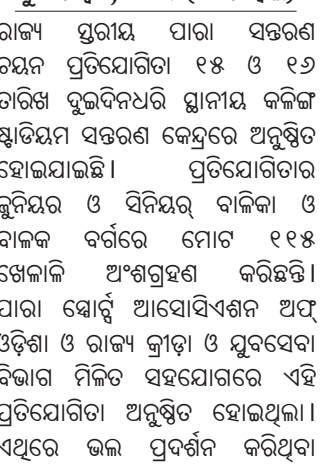 ରାଜ୍ୟ ସ୍ତରୀୟ ପାରା ସନ୍ତରଣ
ଚୟନ ପ୍ରତିଯୋଗିତା ୧୫ ଓ ୧୬
ତାରିଖ ଦୁଇଦିନଧରି ସ୍ଥାନୀୟ କଳିଙ୍ଗ
ଷ୍ଟାଡିୟମ ସନ୍ତରଣ କେନ୍ଦ୍ରରେ ଅନୁଷ୍ଠିତ
ହୋଇଯାଇଛି। ପ୍ରତିଯୋଗିତାର
ଜୁନିୟର ଓ ସିନିୟର୍ ବାଳିକା ଓ
ବାଳକ ବର୍ଗରେ ମୋଟ ୧୧୫
ଖେଳାଳି ଅଂଶଗ୍ରହଣ କରିଛନ୍ତି।
ପାରା ସ୍ପୋର୍ଟ୍ସ ଆସୋସିଏଶନ ଅଫ୍
ଓଡ଼ିଶା ଓ ରାଜ୍ୟ କ୍ରୀଡ଼ା ଓ ଯୁବସେବା
ବିଭାଗ ମିଳିତ ସହଯୋଗରେ ଏହି
ପ୍ରତିଯୋଗିତା ଅନୁଷ୍ଠିତ ହୋଇଥିଲା।
ଏଥିରେ ଭଲ ପ୍ରଦର୍ଶନ କରିଥିବା